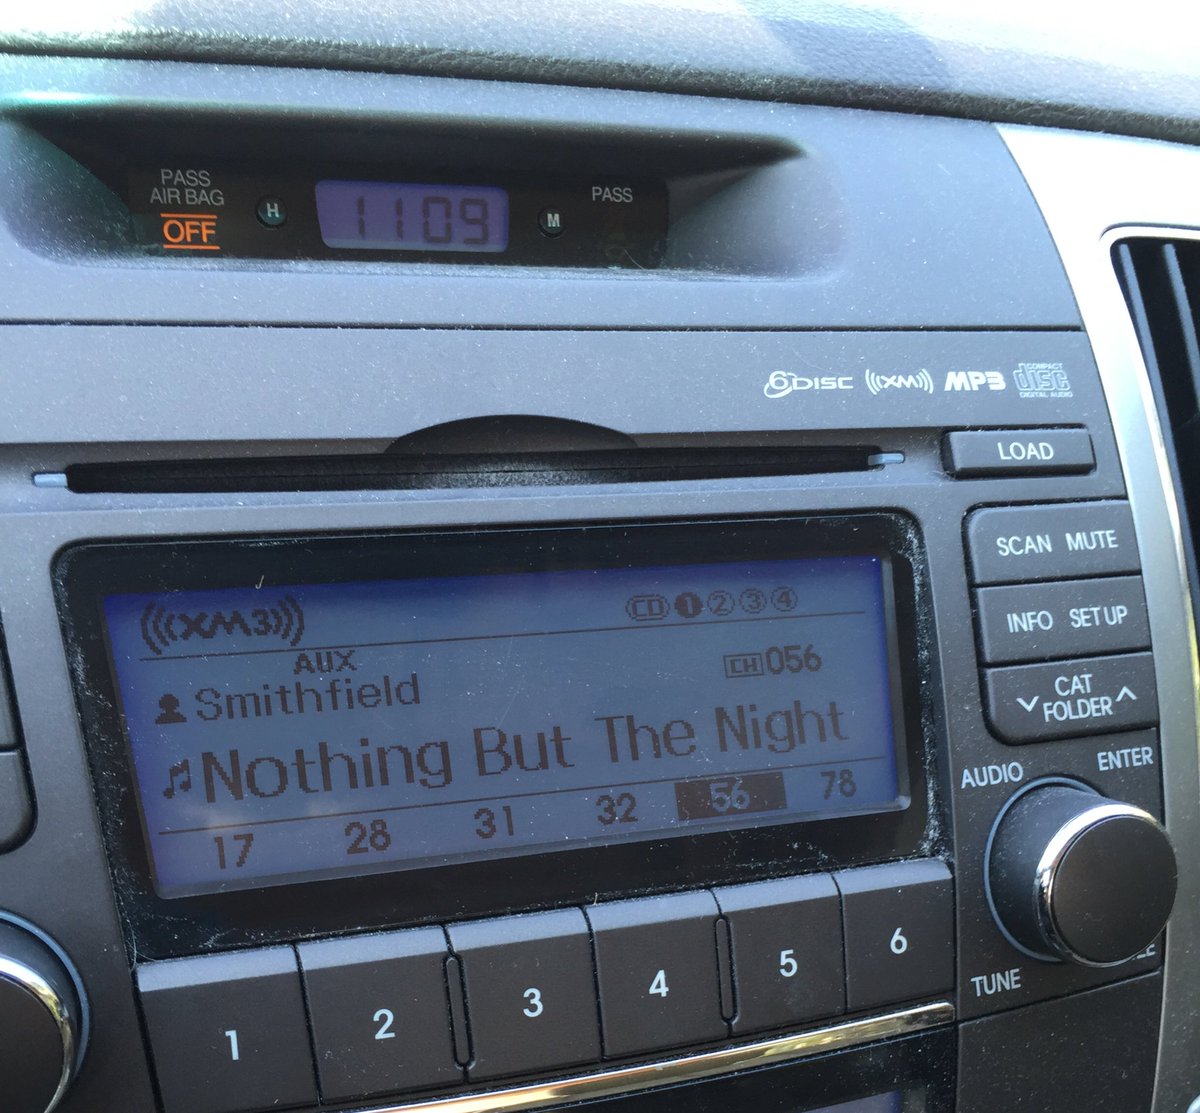 PASS
AIR BAG
OFF
H
1109
M
PASS
6 DISC XM MP3 COMPACT disc DIGITAL AUDIO
LOAD
XM3
CD 1 2 3 4
AUX
CH 056
Smithfield
Nothing But The Night
17 28 31 32 56 78
SCAN MUTE
INFO SETUP
CAT
FOLDER
AUDIO
ENTER
TUNE
1 2 3 4 5 6